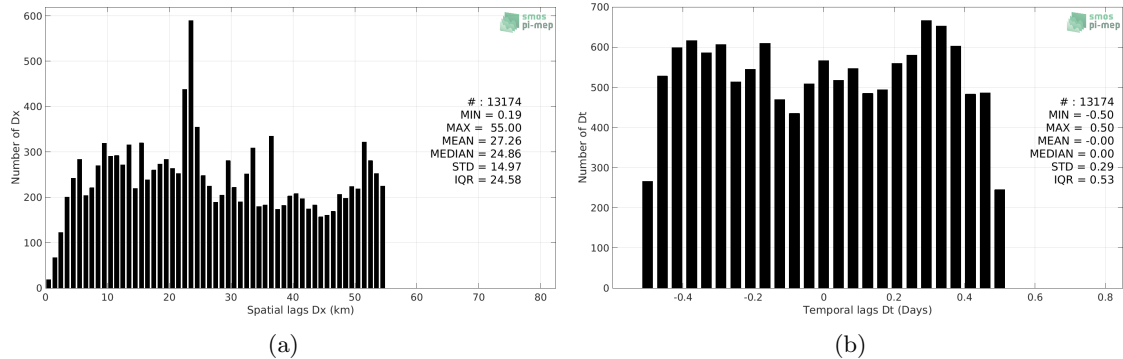 600
500
400
300
200
100
0
Number of Dx
0 10 20 30 40 50 60 70 80
Spatial lags Dx (km)
smos
pi-mep
# : 13174
MIN = 0.19
MAX = 55.00
MEAN = 27.26
MEDIAN = 24.86
STD = 14.97
IQR = 24.58
(a)
700
600
500
400
300
200
100
0
Number of Dt
-0.4 -0.2 0 0.2 0.4 0.6 0.8
Temporal lags Dt (Days)
smos
pi-mep
# : 13174
MIN = -0.50
MAX = 0.50
MEAN = -0.00
MEDIAN = 0.00
STD = 0.29
IQR = 0.53
(b)